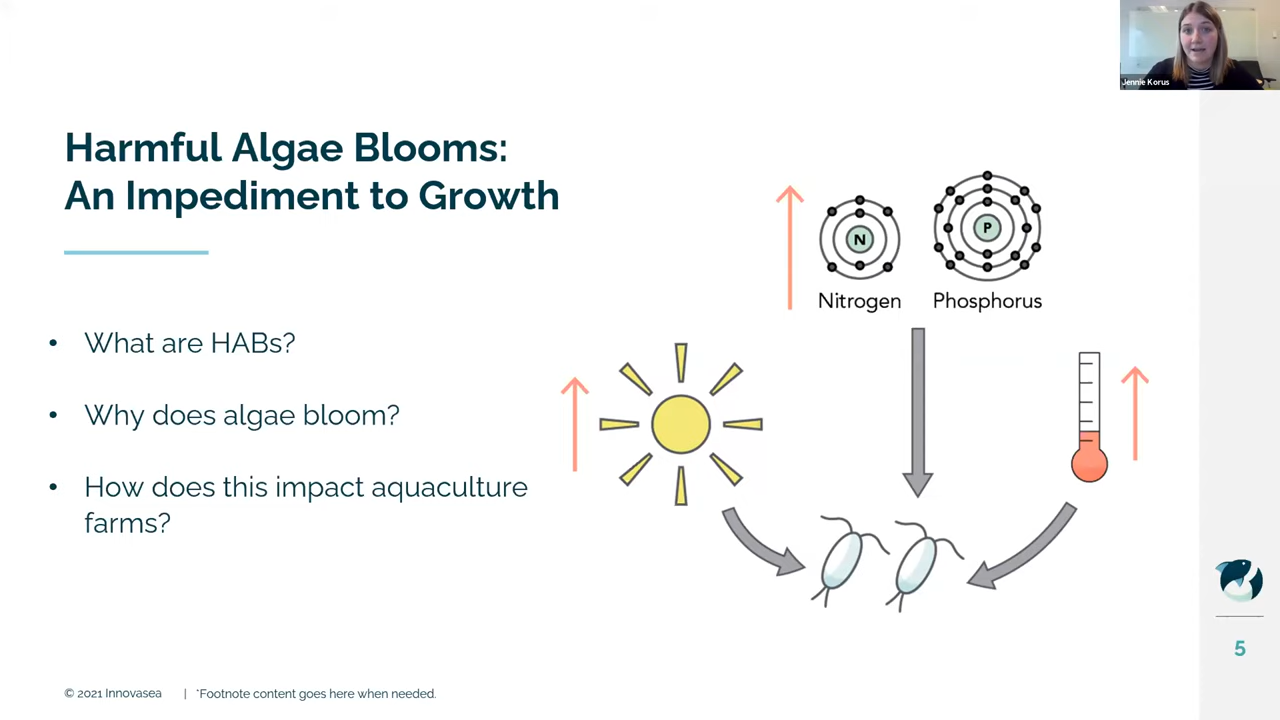 Jennie Korus
Harmful Algae Blooms:
An Impediment to Growth
• What are HABs?
• Why does algae bloom?
• How does this impact aquaculture
farms?
N
P
Nitrogen
Phosphorus
5
© 2021 Innovasea | *Footnote content goes here when needed.